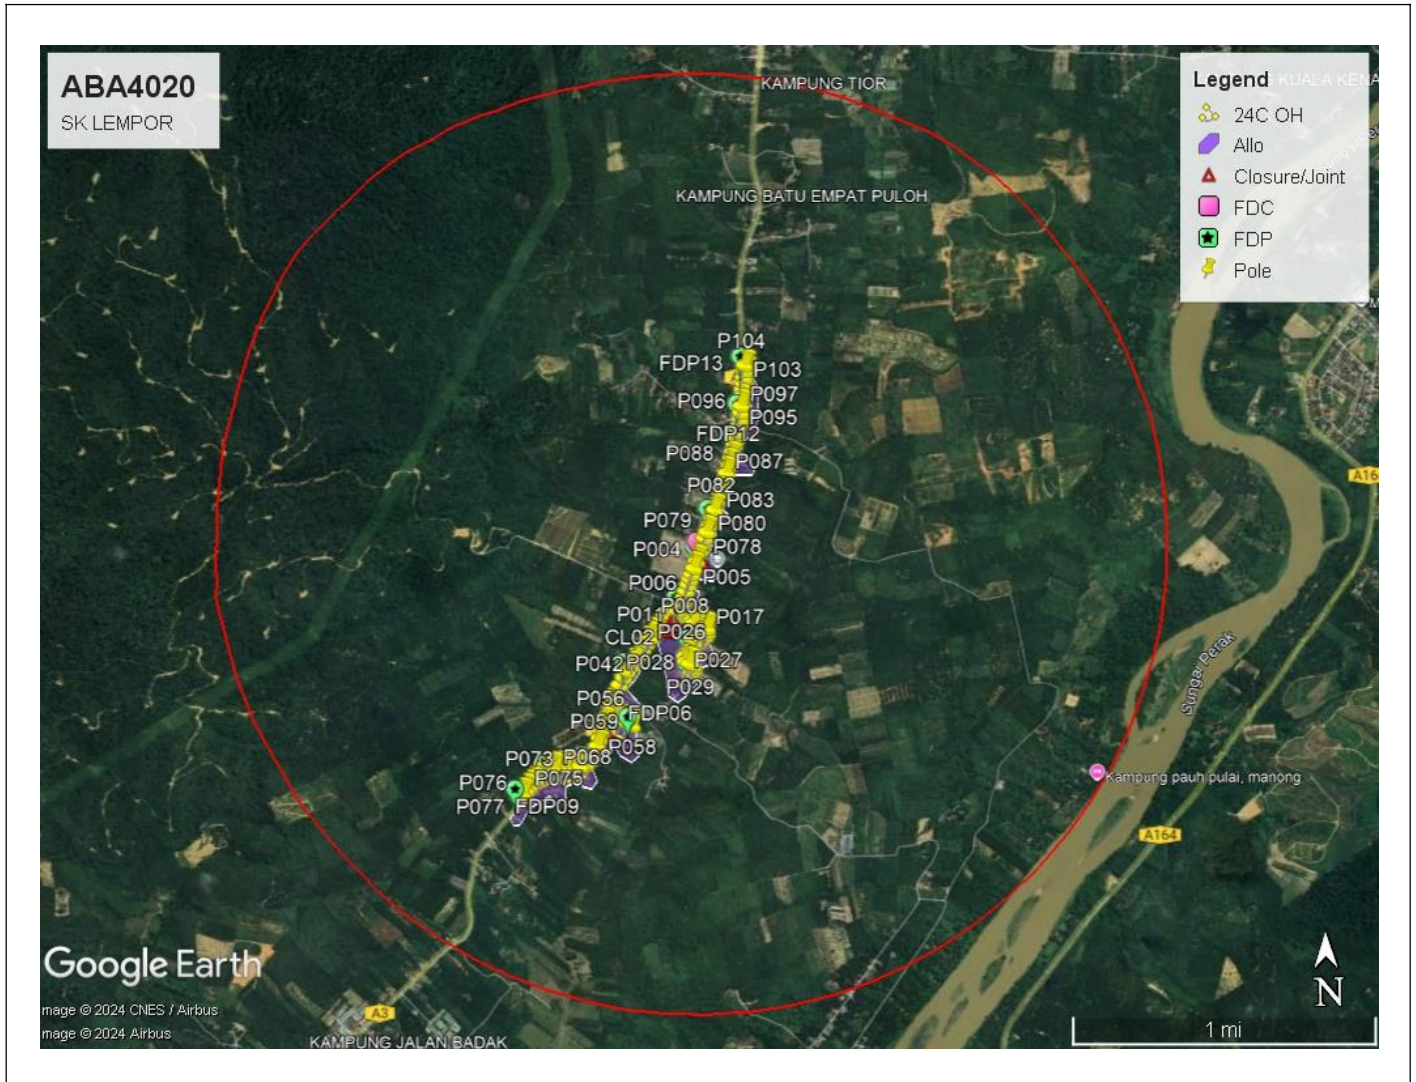 ABA4020
SK LEMPOR
Legend
24C OH
Allo
Closure/Joint
FDC
FDP
Pole
KAMPUNG TIOR
KUALA KENA
KAMPUNG BATU EMPAT PULOH
P104
FDP13
P103
P097
P096
P095
FDP12
P088
P087
P082
P083
P079
P080
P004
P078
P006
P005
P008
P011
P017
CL02
P026
P042
P028
P027
P029
P056
FDP06
P059
P058
P073
P068
P076
P075
P077
FDP09
A16
Sungai Perak
Kampung pauh pulai, manong
A164
Google Earth
mage © 2024 CNES / Airbus
mage © 2024 Airbus
A3
KAMPUNG JALAN BADAK
N
1 mi